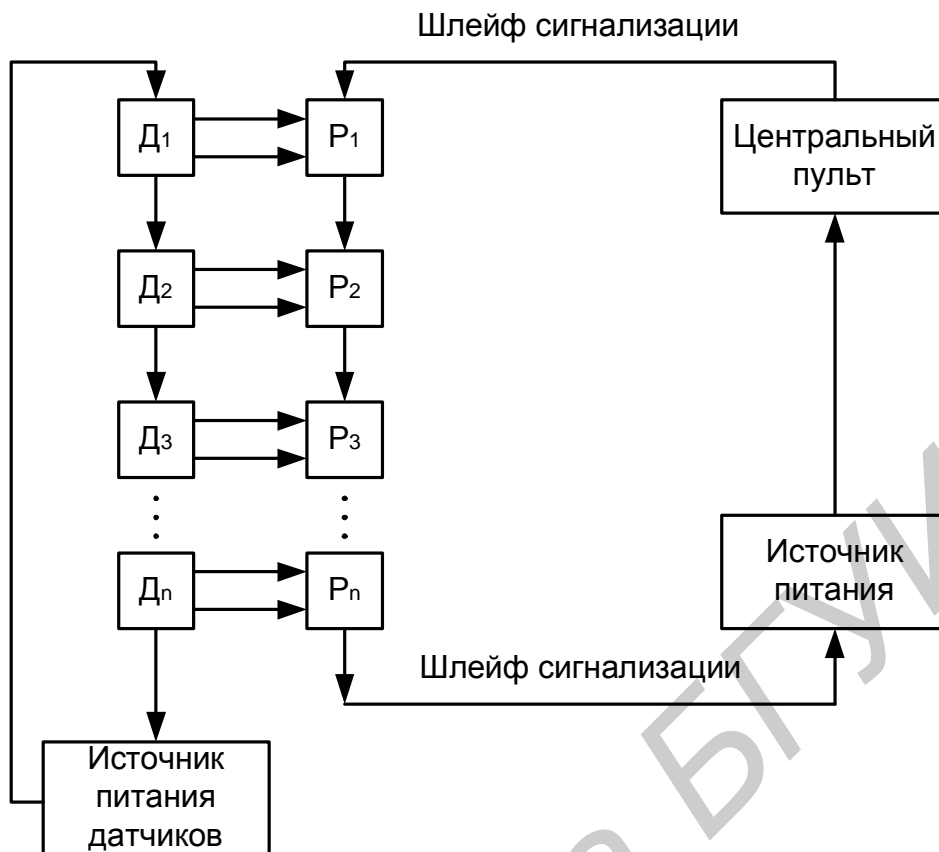 Шлейф сигнализации
Д1
Р1
Центральный
пульт
Д2
Р2
Д3
Р3
Источник
питания
Дn
Рn
Шлейф сигнализации
Источник
питания
датчиков
БГУИ